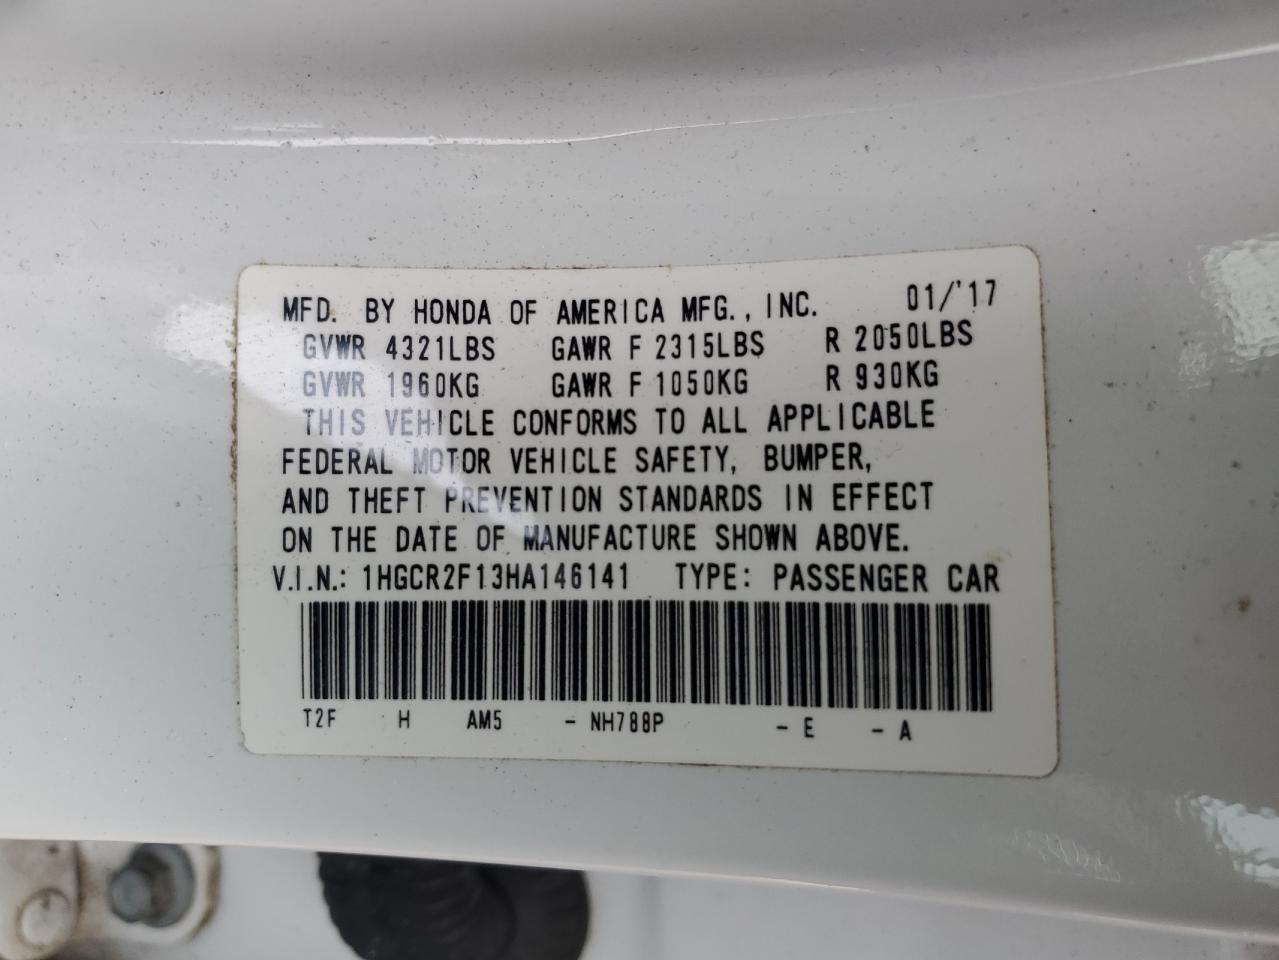 MFD. BY HONDA OF AMERICA MFG., INC. 01/'17
GVWR 4321LBS GAWR F 2315LBS R 2050LBS
GVWR 1960KG GAWR F 1050KG R 930KG
THIS VEHICLE CONFORMS TO ALL APPLICABLE
FEDERAL MOTOR VEHICLE SAFETY, BUMPER,
AND THEFT PREVENTION STANDARDS IN EFFECT
ON THE DATE OF MANUFACTURE SHOWN ABOVE.
V.I.N.: 1HGCR2F13HA146141 TYPE: PASSENGER CAR
T2F H AM5 - NH788P - E - A